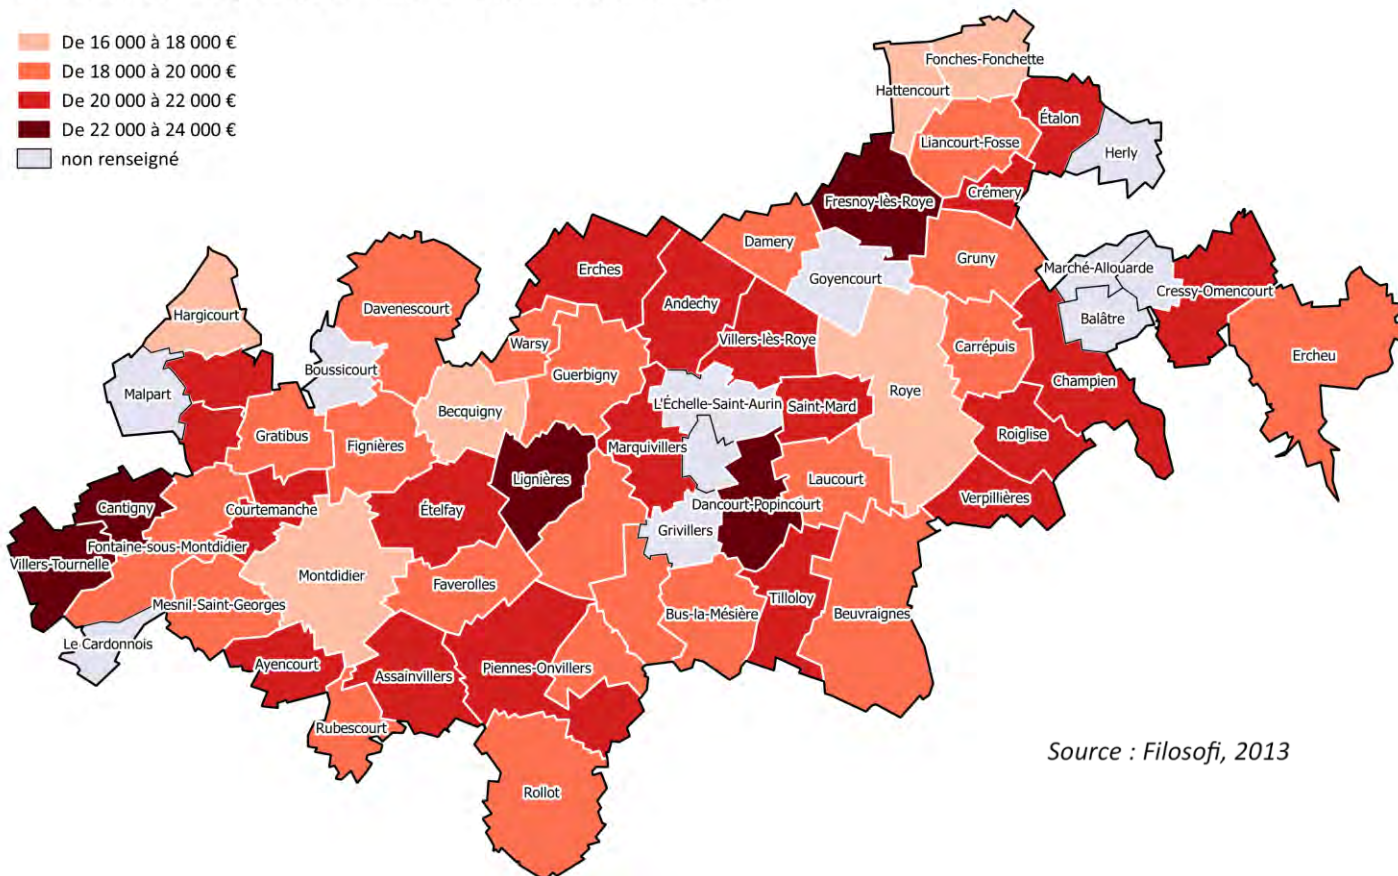 De 16 000 à 18 000 €
De 18 000 à 20 000 €
De 20 000 à 22 000 €
De 22 000 à 24 000 €
non renseigné
Fonches-Fonchette
Hattencourt
Étalon
Liancourt-Fosse
Herly
Crémery
Fresnoy-lès-Roye
Damery
Gruny
Erches
Goyencourt
Marché-Allouarde
Cressy-Omencourt
Andechy
Davenescourt
Hargicourt
Balâtre
Villers-lès-Roye
Warsy
Carrépuis
Ercheu
Boussicourt
Guerbigny
Champien
Malpart
Roye
L'Échelle-Saint-Aurin
Saint-Mard
Becquigny
Gratibus
Fignières
Marquivillers
Roiglise
Lignières
Laucourt
Verpillières
Cantigny
Courtemanche
Ételfay
Dancourt-Popincourt
Grivillers
Fontaine-sous-Montdidier
Villers-Tournelle
Montdidier
Faverolles
Tilloloy
Mesnil-Saint-Georges
Bus-la-Mésière
Beuvraignes
Le Cardonnois
Ayencourt
Piennes-Onvillers
Assainvillers
Rubescourt
Source : Filosofi, 2013
Rollot